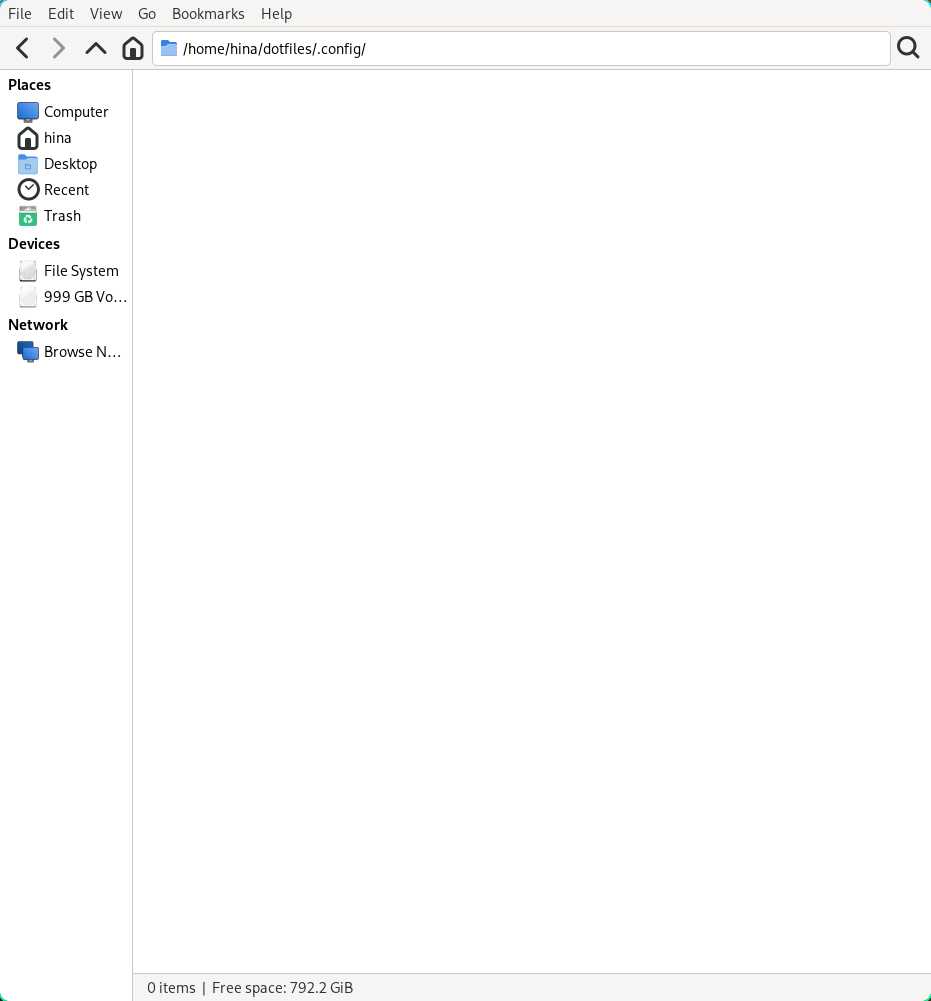 File Edit View Go Bookmarks Help
/home/hina/dotfiles/.config/
Places
Computer
hina
Desktop
Recent
Trash
Devices
File System
999 GB Vo...
Network
Browse N...
0 items | Free space: 792.2 GiB